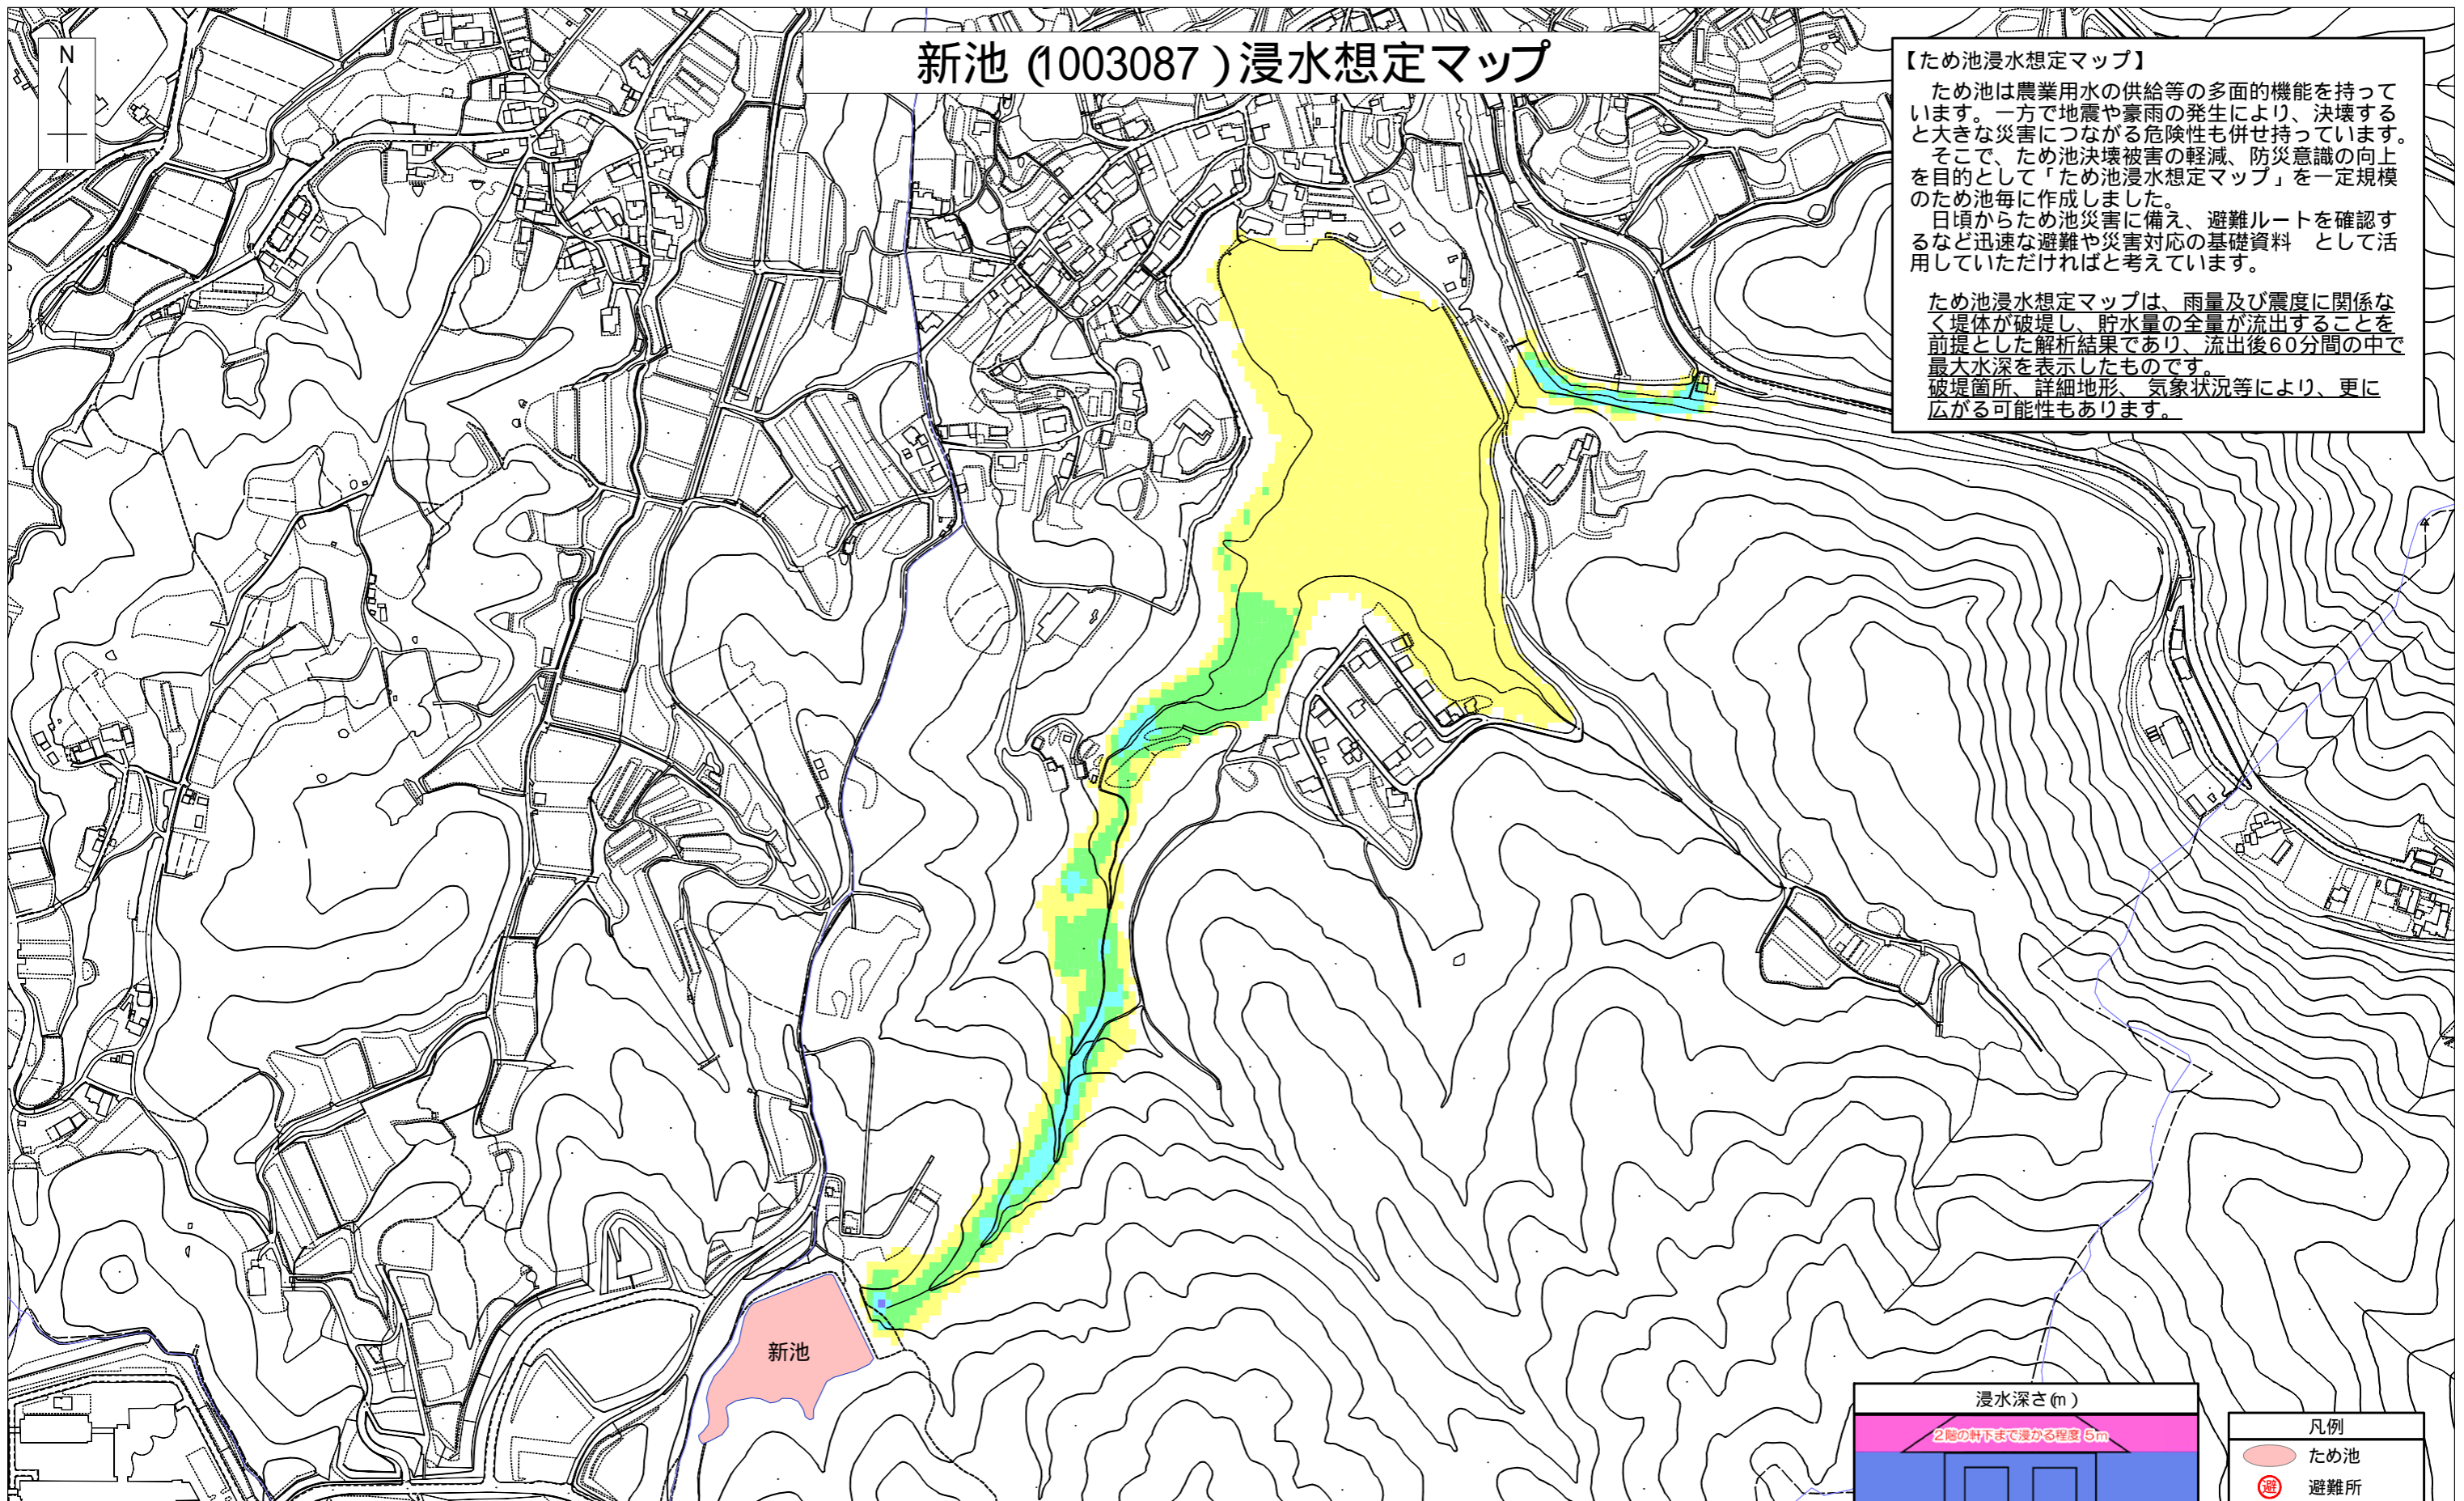 新池 (1003087 ) 浸水想定マップ
N
【ため池浸水想定マップ】
ため池は農業用水の供給等の多面的機能を持って
います。一方で地震や豪雨の発生により、決壊する
と大きな災害につながる危険性も併せ持っています。
そこで、ため池決壊被害の軽減、防災意識の向上
を目的として「ため池浸水想定マップ」を一定規模
のため池毎に作成しました。
日頃からため池災害に備え、避難ルートを確認す
るなど迅速な避難や災害対応の基礎資料 として活
用していただければと考えています。
ため池浸水想定マップは、雨量及び震度に関係な
く堤体が破堤し、貯水量の全量が流出することを
前提とした解析結果であり、流出後60分間の中で
最大水深を表示したものです。
破堤箇所、詳細地形、気象状況等により、更に
広がる可能性もあります。
新池
浸水深さ(m)
2階の軒下まで浸かる程度 5m
凡例
ため池
避 避難所